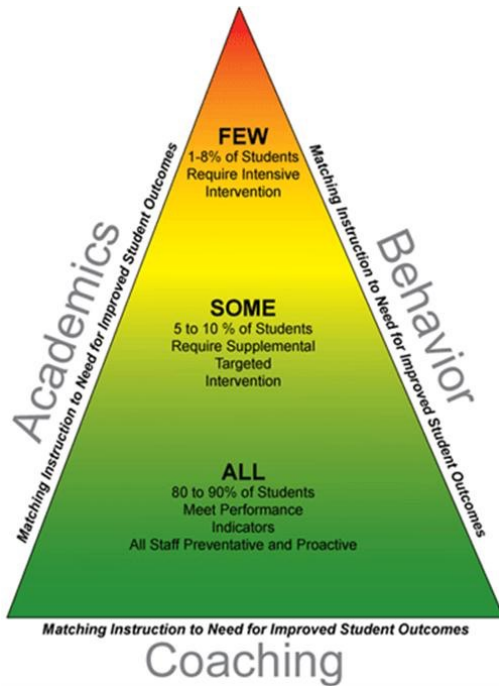 FEW
1-8% of Students
Require Intensive
Intervention
SOME
5 to 10 % of Students
Require Supplemental
Targeted
Intervention
ALL
80 to 90% of Students
Meet Performance
Indicators
All Staff Preventative and Proactive
Academics
Matching Instruction to Need for Improved Student Outcomes
Behavior
Matching Instruction to Need for Improved Student Outcomes
Matching Instruction to Need for Improved Student Outcomes
Coaching